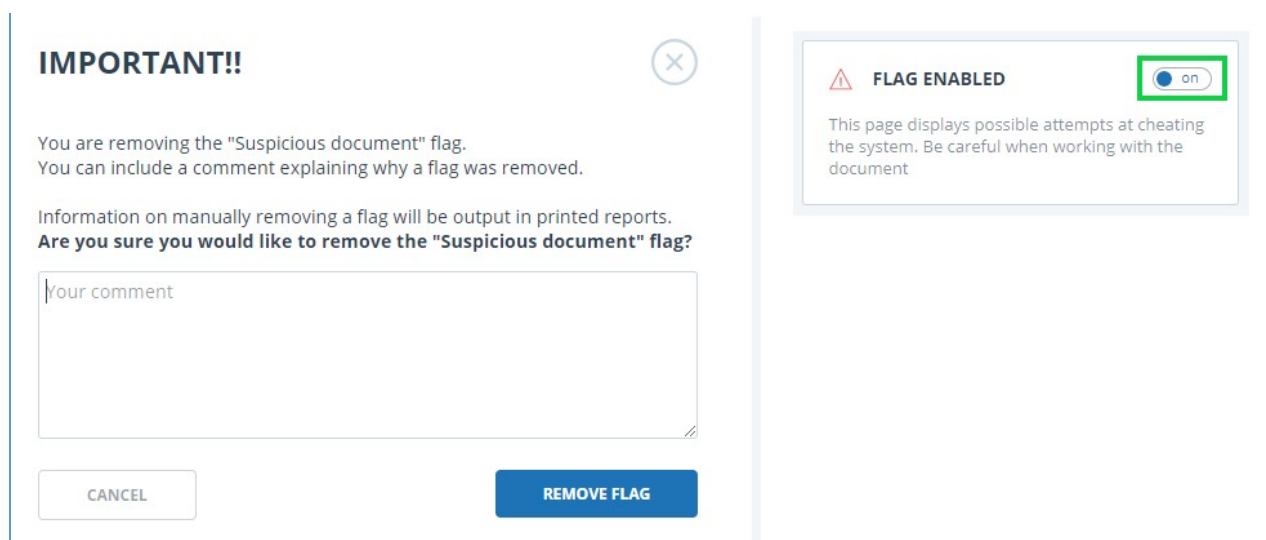 IMPORTANT!!
You are removing the "Suspicious document" flag.
You can include a comment explaining why a flag was removed.
Information on manually removing a flag will be output in printed reports.
Are you sure you would like to remove the "Suspicious document" flag?
Your comment
CANCEL
REMOVE FLAG
FLAG ENABLED
on
This page displays possible attempts at cheating
the system. Be careful when working with the
document